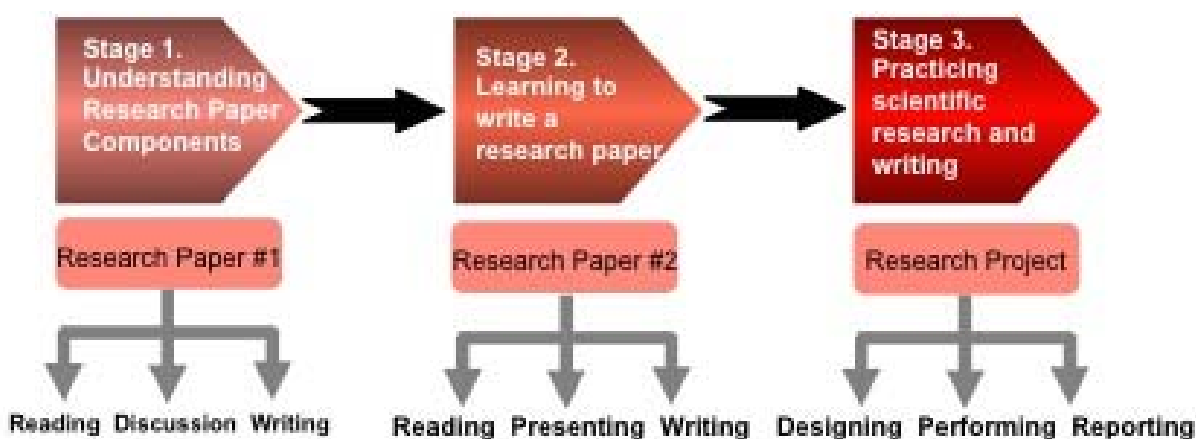 Stage 1.
Understanding
Research Paper
Components
Stage 2.
Learning to
write a
research paper
Stage 3.
Practicing
scientific
research and
writing
Research Paper #1
Research Paper #2
Research Project
Reading Discussion Writing
Reading Presenting Writing
Designing Performing Reporting